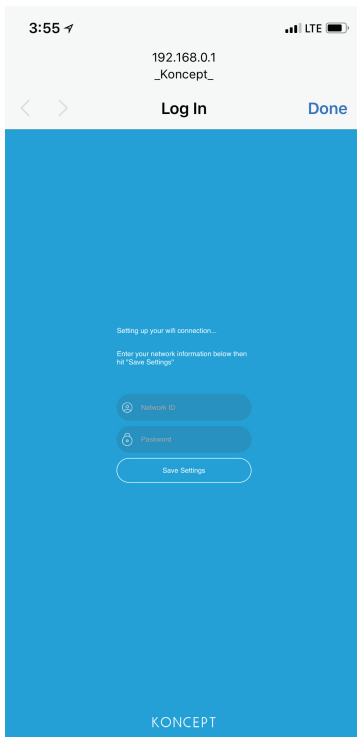 3:55 LTE
192.168.0.1
_Koncept_
Log In Done
Setting up your wifi connection...
Enter your network information below then
hit "Save Settings"
Network ID
Password
Save Settings
KONCEPT